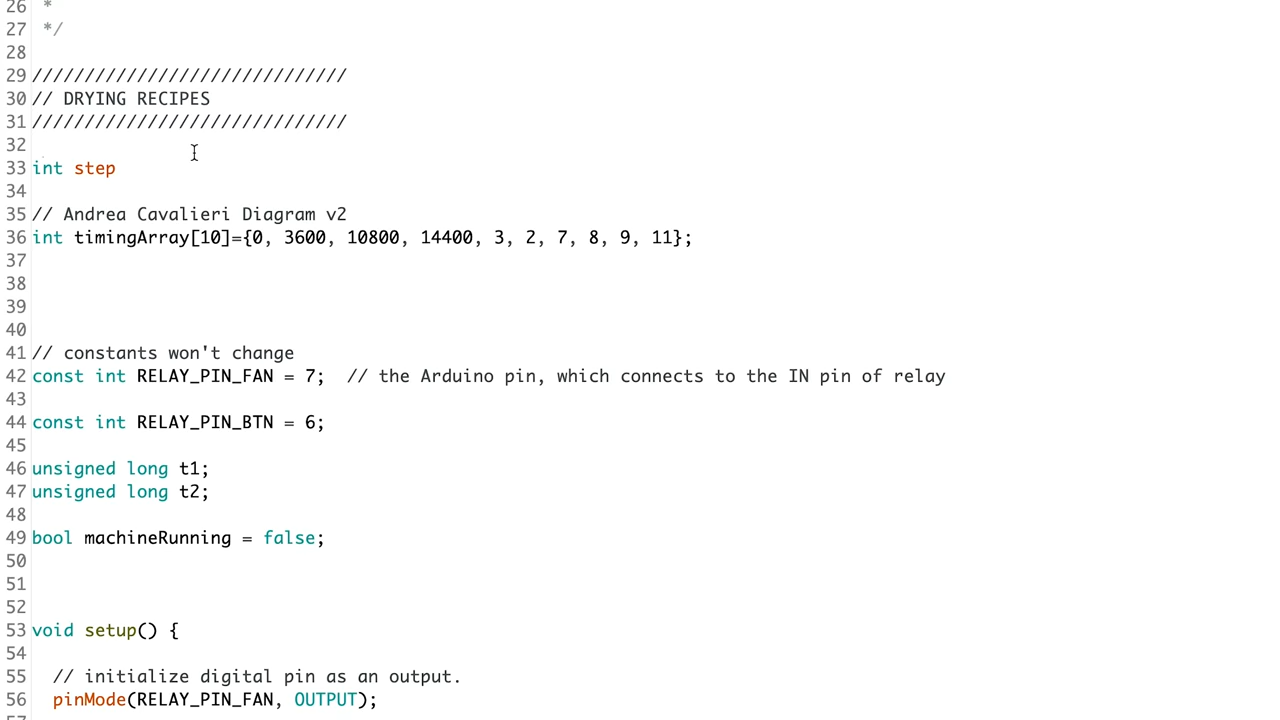 26 *
27 */
28
29 //////////////////////////////
30 // DRYING RECIPES
31 //////////////////////////////
32
33 int step
34
35 // Andrea Cavalieri Diagram v2
36 int timingArray[10]={0, 3600, 10800, 14400, 3, 2, 7, 8, 9, 11};
37
38
39
40
41 // constants won't change
42 const int RELAY_PIN_FAN = 7;  // the Arduino pin, which connects to the IN pin of relay
43
44 const int RELAY_PIN_BTN = 6;
45
46 unsigned long t1;
47 unsigned long t2;
48
49 bool machineRunning = false;
50
51
52
53 void setup() {
54
55   // initialize digital pin as an output.
56   pinMode(RELAY_PIN_FAN, OUTPUT);
57